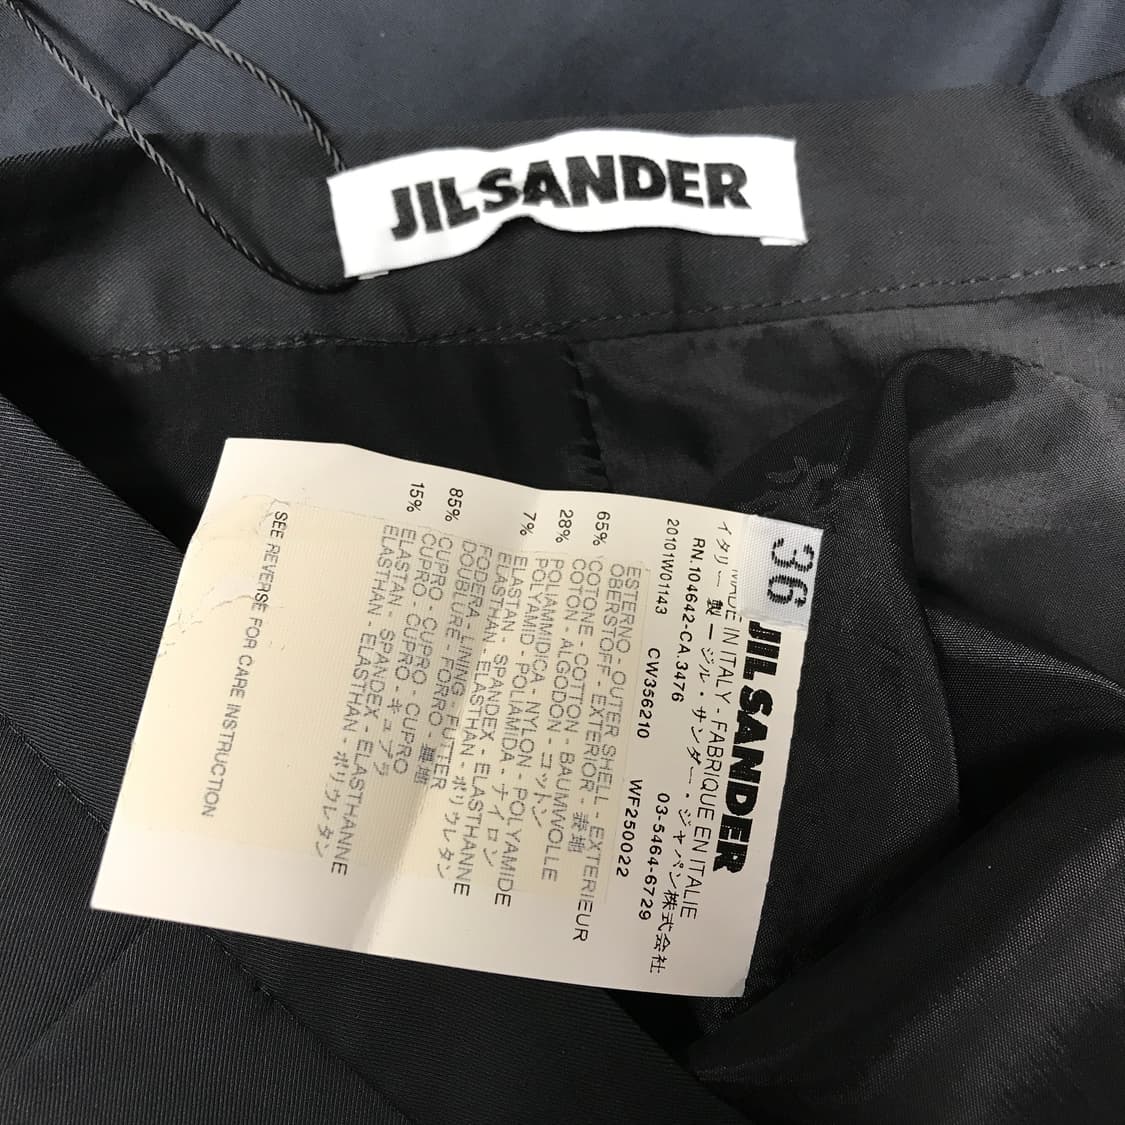 JILSANDER
36
JIL SANDER
MADE IN ITALY - FABRIQUE EN ITALIE
イタリー製ージル・サンダー・ジャパン株式会社
RN.104642-CA.3476 03-5464-6729
20101W01143 CW356210 WF250022
ESTERNO - OUTER SHELL - EXTERIEUR
OBERSTOFF - EXTERIOR - 表地
65% COTONE - COTTON - BAUMWOLLE
COTON - ALGODON - コットン
28% POLIAMMIDICA - NYLON - POLYAMIDE
POLYAMID - POLIAMIDA - ナイロン
7% ELASTAN - SPANDEX - ELASTHANNE
ELASTHAN - ELASTHAN - ポリウレタン
FODERA - LINING - FUTTER
DOUBLURE - FORRO - 裏地
85% CUPRO - CUPRO - CUPRO
CUPRO - CUPRO - キュプラ
15% ELASTAN - SPANDEX - ELASTHANNE
ELASTHAN - ELASTHAN - ポリウレタン
SEE REVERSE FOR CARE INSTRUCTION